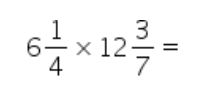 6 1/4 × 12 3/7 =